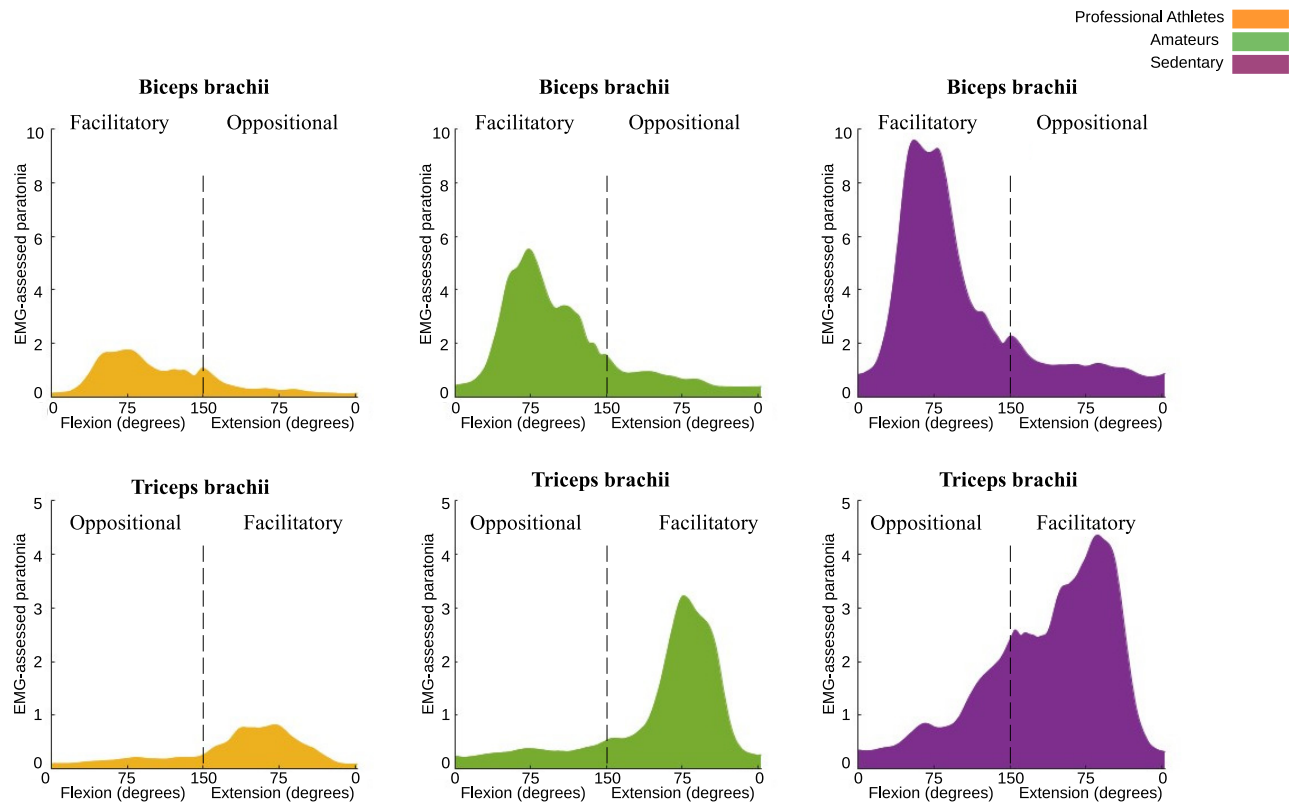 Professional Athletes
Amateurs
Sedentary
Biceps brachii
Facilitatory Oppositional
EMG-assessed paratonia
10
8
6
4
2
0
0 75 150 75 0
Flexion (degrees) Extension (degrees)
Biceps brachii
Facilitatory Oppositional
EMG-assessed paratonia
10
8
6
4
2
0
0 75 150 75 0
Flexion (degrees) Extension (degrees)
Biceps brachii
Facilitatory Oppositional
EMG-assessed paratonia
10
8
6
4
2
0
0 75 150 75 0
Flexion (degrees) Extension (degrees)
Triceps brachii
Oppositional Facilitatory
EMG-assessed paratonia
5
4
3
2
1
0
0 75 150 75 0
Flexion (degrees) Extension (degrees)
Triceps brachii
Oppositional Facilitatory
EMG-assessed paratonia
5
4
3
2
1
0
0 75 150 75 0
Flexion (degrees) Extension (degrees)
Triceps brachii
Oppositional Facilitatory
EMG-assessed paratonia
5
4
3
2
1
0
0 75 150 75 0
Flexion (degrees) Extension (degrees)